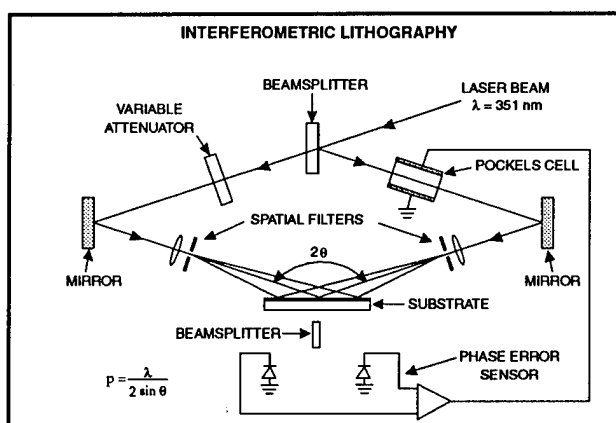 INTERFEROMETRIC LITHOGRAPHY
BEAMSPLITTER
LASER BEAM
λ = 351 nm
VARIABLE
ATTENUATOR
POCKELS CELL
SPATIAL FILTERS
2θ
MIRROR
MIRROR
SUBSTRATE
BEAMSPLITTER
PHASE ERROR
SENSOR
p = λ / 2 sin θ